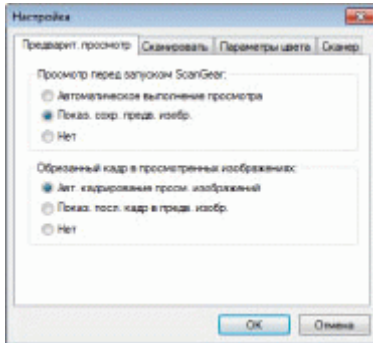 Настройка
Предварит. просмотр Сканировать Параметры цвета Сканер
Просмотр перед запуском ScanGear:
Автоматическое выполнение просмотра
Показ. сохр. предв. изобр.
Нет
Обрезанный кадр в просмотренных изображениях:
Авт. кадрирование просм. изображений
Показ. посл. кадр в предв. изобр.
Нет
ОК Отмена